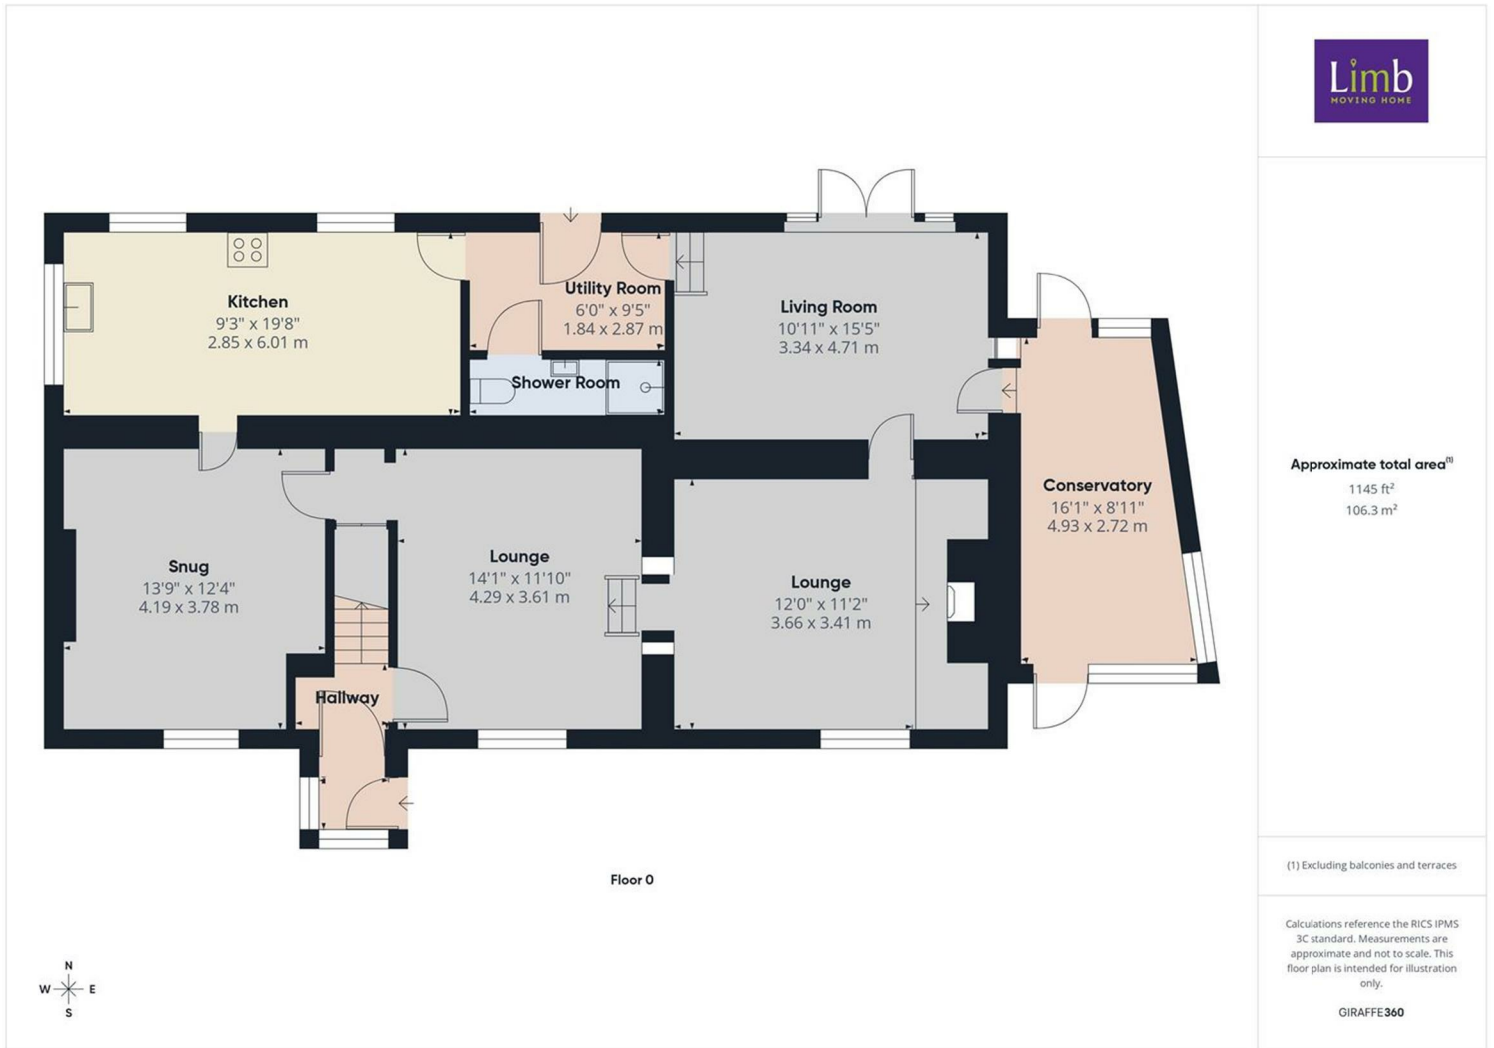 Limb
MOVING HOME
Kitchen
9'3" x 19'8"
2.85 x 6.01 m
Utility Room
6'0" x 9'5"
1.84 x 2.87 m
Living Room
10'11" x 15'5"
3.34 x 4.71 m
Shower Room
Conservatory
16'1" x 8'11"
4.93 x 2.72 m
Snug
13'9" x 12'4"
4.19 x 3.78 m
Lounge
14'1" x 11'10"
4.29 x 3.61 m
Lounge
12'0" x 11'2"
3.66 x 3.41 m
Hallway
Floor 0
N
W E
S
Approximate total area(1)
1145 ft²
106.3 m²
(1) Excluding balconies and terraces
Calculations reference the RICS IPMS
3C standard. Measurements are
approximate and not to scale. This
floor plan is intended for illustration
only.
GIRAFFE360